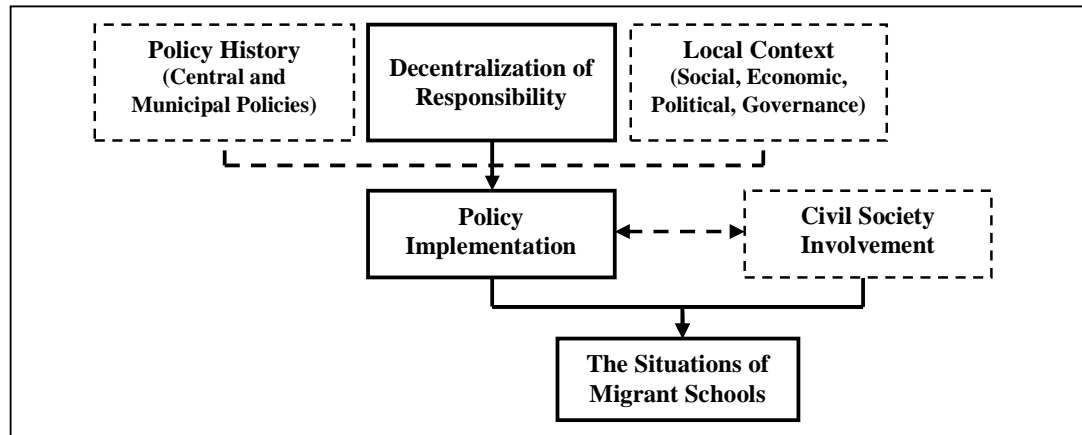 Policy History
(Central and
Municipal Policies)
Decentralization of
Responsibility
Local Context
(Social, Economic,
Political, Governance)
Policy
Implementation
Civil Society
Involvement
The Situations of
Migrant Schools